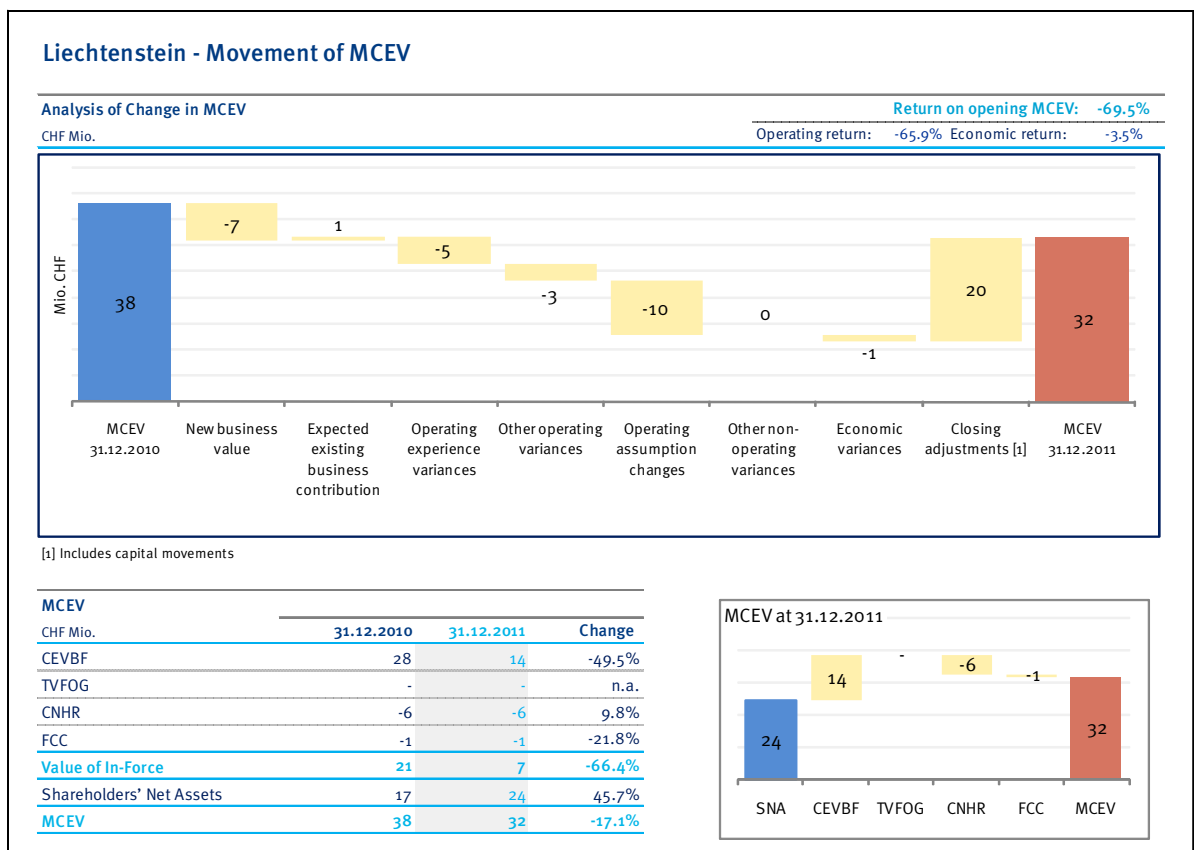 Liechtenstein - Movement of MCEV
Analysis of Change in MCEV Return on opening MCEV: -69.5%
CHF Mio. Operating return: -65.9% Economic return: -3.5%
Mio. CHF
38
-7
1
-5
-3
-10
0
-1
20
32
MCEV 31.12.2010
New business value
Expected existing business contribution
Operating experience variances
Other operating variances
Operating assumption changes
Other non-operating variances
Economic variances
Closing adjustments [1]
MCEV 31.12.2011
[1] Includes capital movements
MCEV
CHF Mio. 31.12.2010 31.12.2011 Change
CEVBF 28 14 -49.5%
TVFOG - - n.a.
CNHR -6 -6 9.8%
FCC -1 -1 -21.8%
Value of In-Force 21 7 -66.4%
Shareholders' Net Assets 17 24 45.7%
MCEV 38 32 -17.1%
MCEV at 31.12.2011
24
14
-
-6
-1
32
SNA CEVBF TVFOG CNHR FCC MCEV